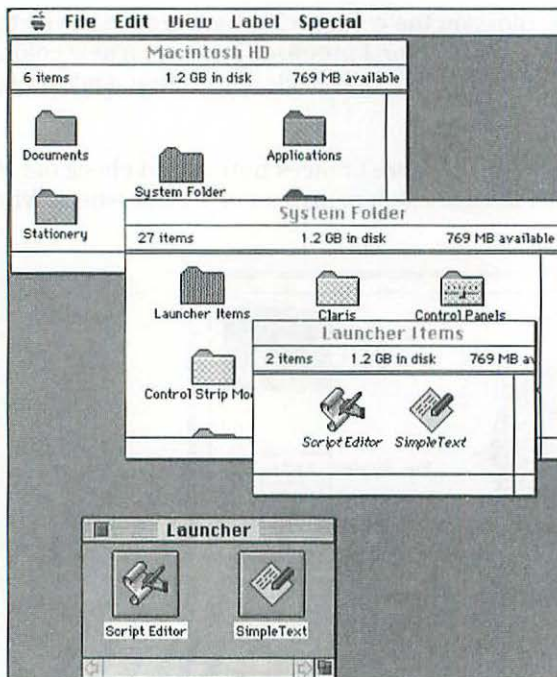 File Edit View Label Special
Macintosh HD
6 items 1.2 GB in disk 769 MB available
Documents
Applications
System Folder
Stationery
System Folder
27 items 1.2 GB in disk 769 MB available
Launcher Items
Claris
Control Panels
Control Strip Mo
Launcher Items
2 items 1.2 GB in disk 769 MB av
Script Editor
SimpleText
Launcher
Script Editor
SimpleText